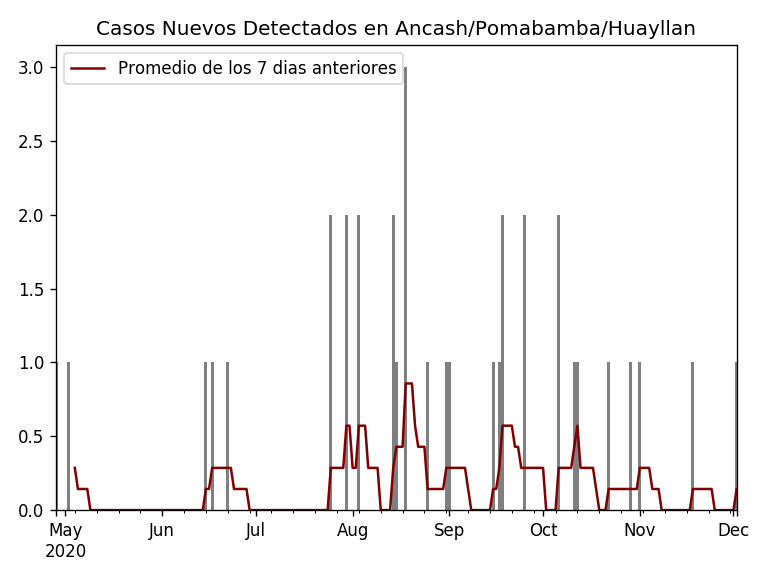 Casos Nuevos Detectados en Ancash/Pomabamba/Huayllan
Promedio de los 7 dias anteriores
3.0
2.5
2.0
1.5
1.0
0.5
0.0
May Jun Jul Aug Sep Oct Nov Dec
2020